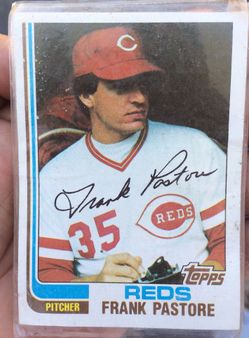 C
Frank Pastore
REDS
35
Topps
REDS
PITCHER
FRANK PASTORE